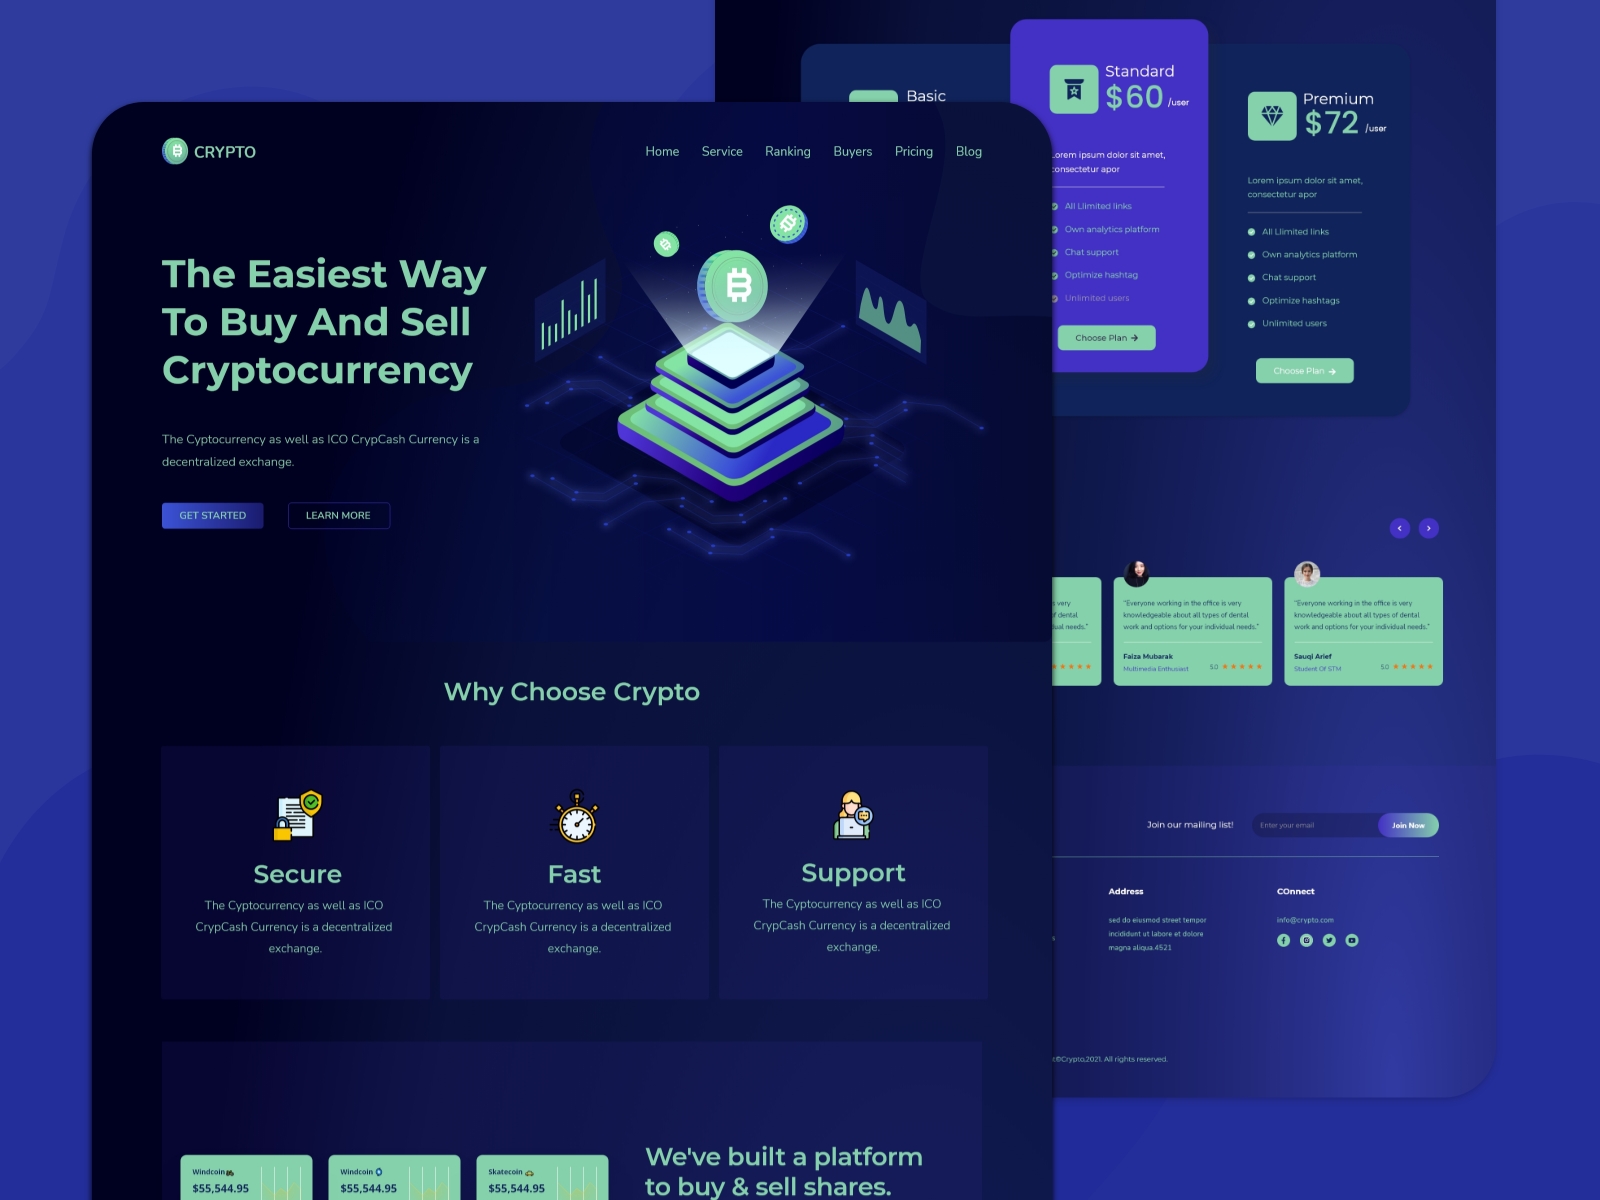 CRYPTO
Home Service Ranking Buyers Pricing Blog
The Easiest Way
To Buy And Sell
Cryptocurrency
The Cyptocurrency as well as ICO CrypCash Currency is a
decentralized exchange.
GET STARTED LEARN MORE
Why Choose Crypto
Secure
The Cyptocurrency as well as ICO
CrypCash Currency is a decentralized
exchange.
Fast
The Cyptocurrency as well as ICO
CrypCash Currency is a decentralized
exchange.
Support
The Cyptocurrency as well as ICO
CrypCash Currency is a decentralized
exchange.
Windcoin
$55,544.95
Windcoin
$55,544.95
Skatecoin
$55,544.95
We've built a platform
to buy & sell shares.
Basic
Standard
$60 /user
Lorem ipsum dolor sit amet,
consectetur apor
All Llimited links
Own analytics platform
Chat support
Optimize hashtag
Unlimited users
Choose Plan
Premium
$72 /user
Lorem ipsum dolor sit amet,
consectetur apor
All Llimited links
Own analytics platform
Chat support
Optimize hashtags
Unlimited users
Choose Plan
s very
f dental
ual needs."
"Everyone working in the office is very
knowledgeable about all types of dental
work and options for your individual needs."
Faiza Mubarak
Multimedia Enthusiast 5.0
"Everyone working in the office is very
knowledgeable about all types of dental
work and options for your individual needs."
Sauqi Arief
Student Of STM 5.0
Join our mailing list! Enter your email Join Now
Address
sed do eiusmod street tempor
incididunt ut labore et dolore
magna aliqua.4521
COnnect
info@crypto.com
t©Crypto,2021. All rights reserved.